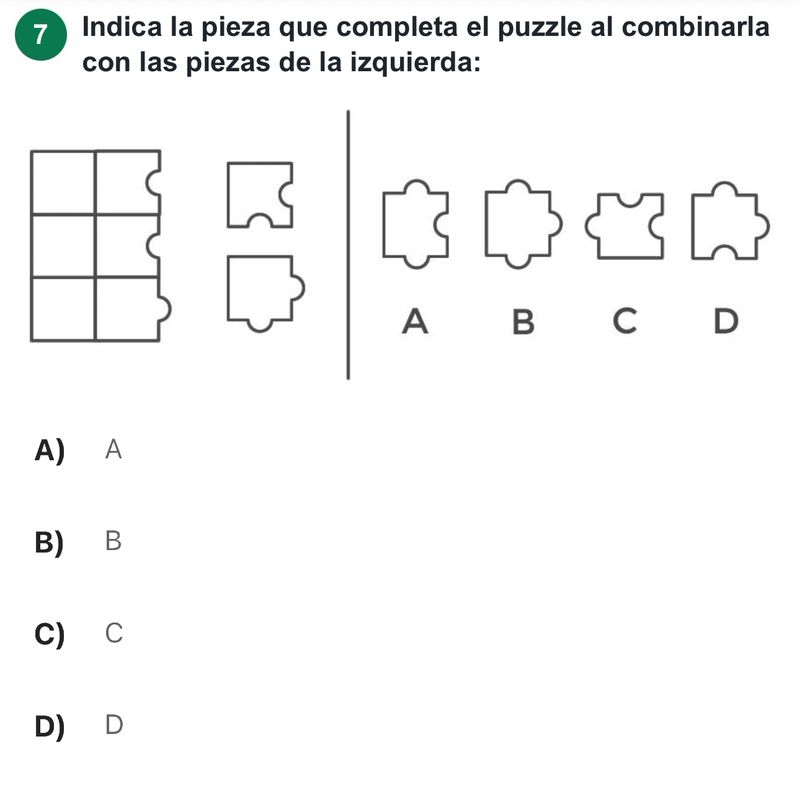 7 Indica la pieza que completa el puzzle al combinarla
con las piezas de la izquierda:
A B C D
A) A
B) B
C) C
D) D